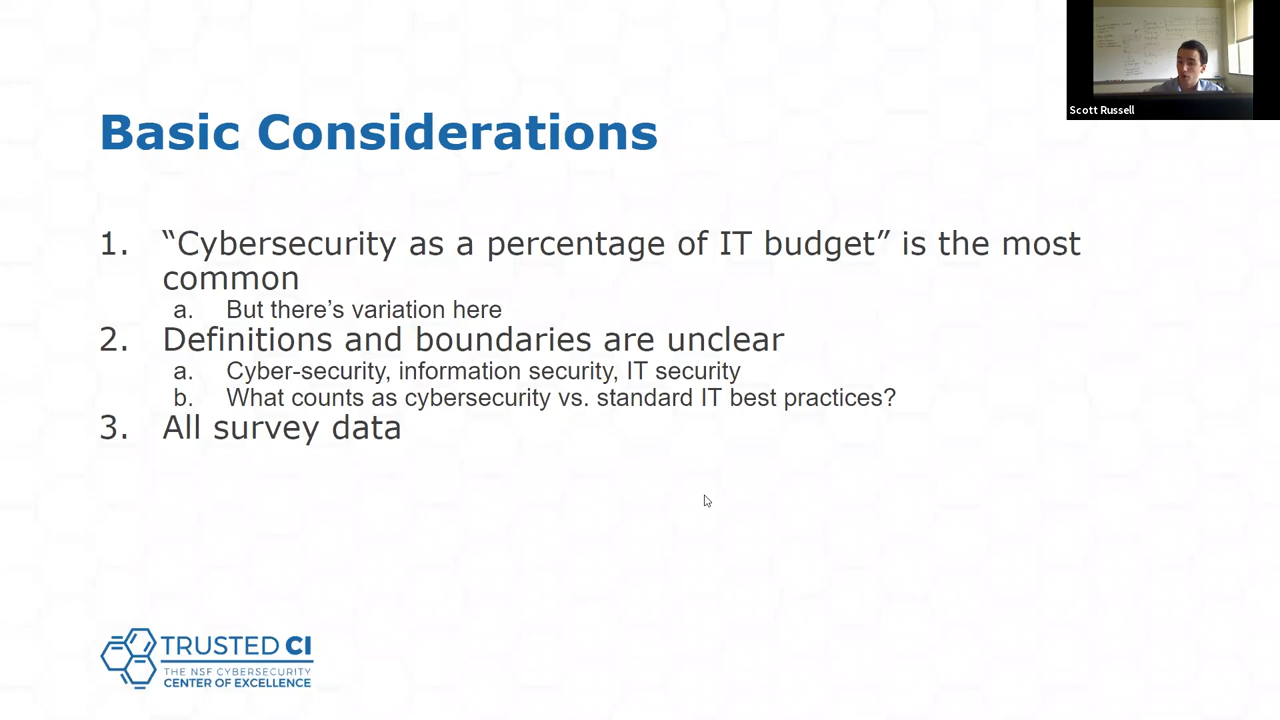 Scott Russell
Basic Considerations
1. “Cybersecurity as a percentage of IT budget” is the most
common
a. But there’s variation here
2. Definitions and boundaries are unclear
a. Cyber-security, information security, IT security
b. What counts as cybersecurity vs. standard IT best practices?
3. All survey data
TRUSTED CI
THE NSF CYBERSECURITY
CENTER OF EXCELLENCE